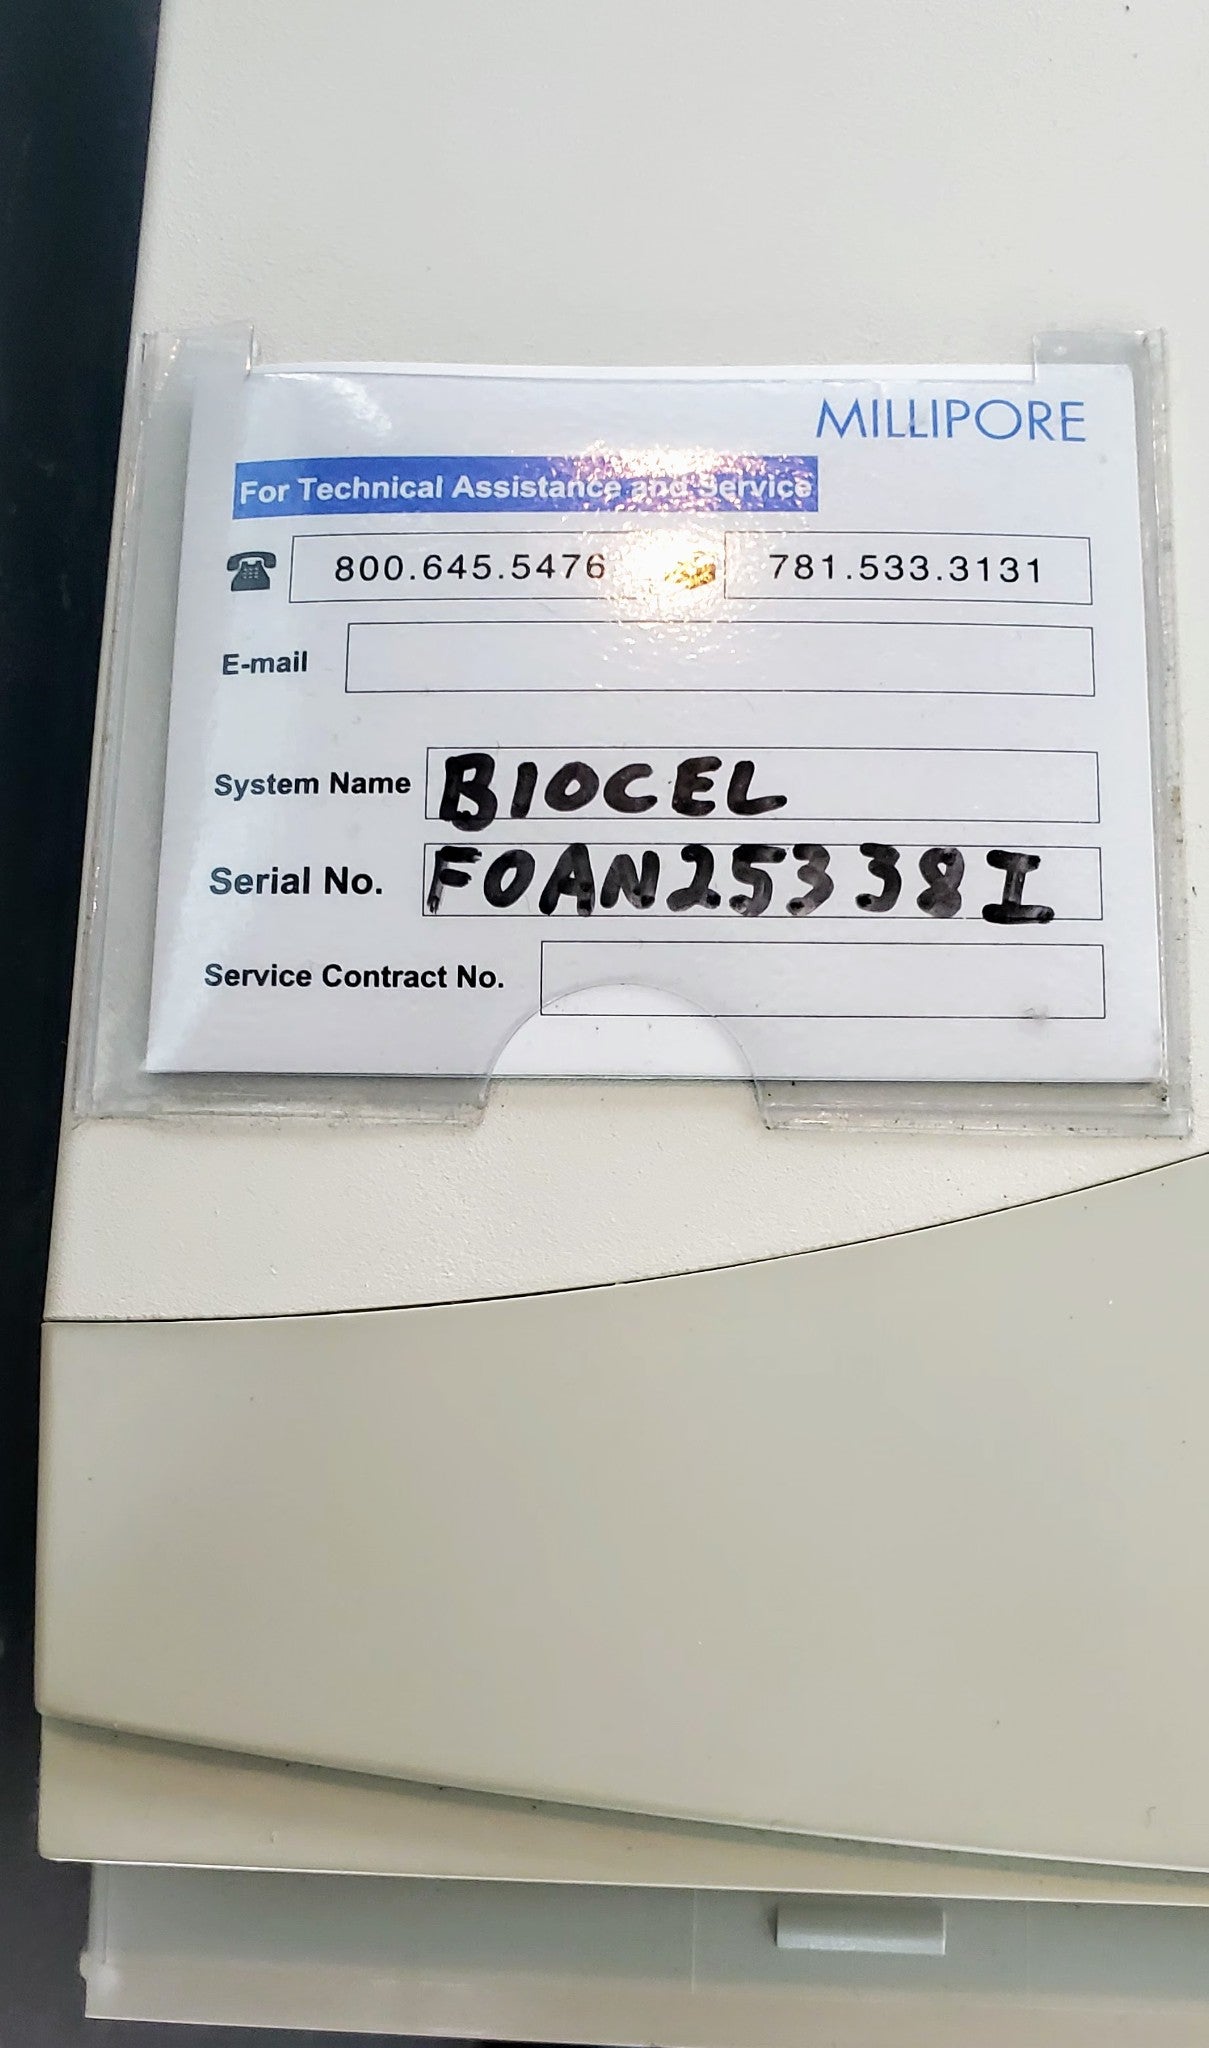 MILLIPORE
For Technical Assistance and Service
800.645.5476 781.533.3131
E-mail
System Name BIOCEL
Serial No. FOAN25338I
Service Contract No.